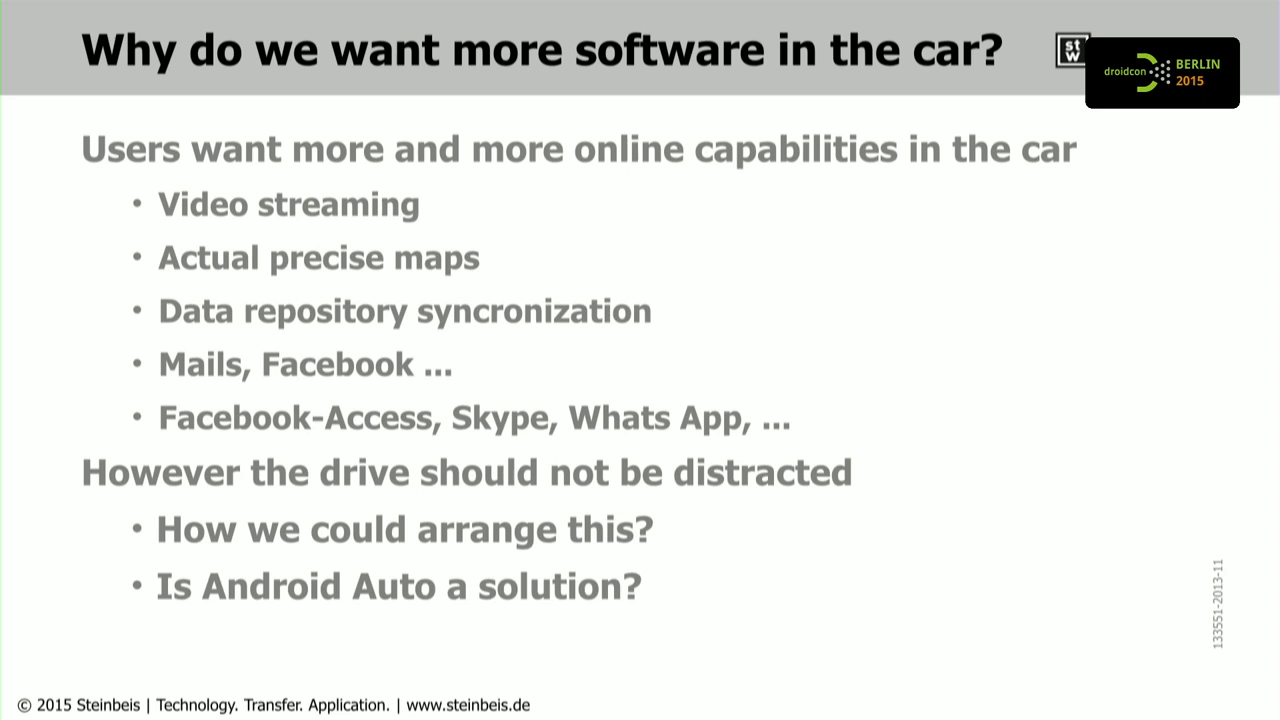 Why do we want more software in the car?
st
w
droidcon
BERLIN
2015
Users want more and more online capabilities in the car
• Video streaming
• Actual precise maps
• Data repository syncronization
• Mails, Facebook ...
• Facebook-Access, Skype, Whats App, ...
However the drive should not be distracted
• How we could arrange this?
• Is Android Auto a solution?
133551-2013-11
© 2015 Steinbeis | Technology. Transfer. Application. | www.steinbeis.de